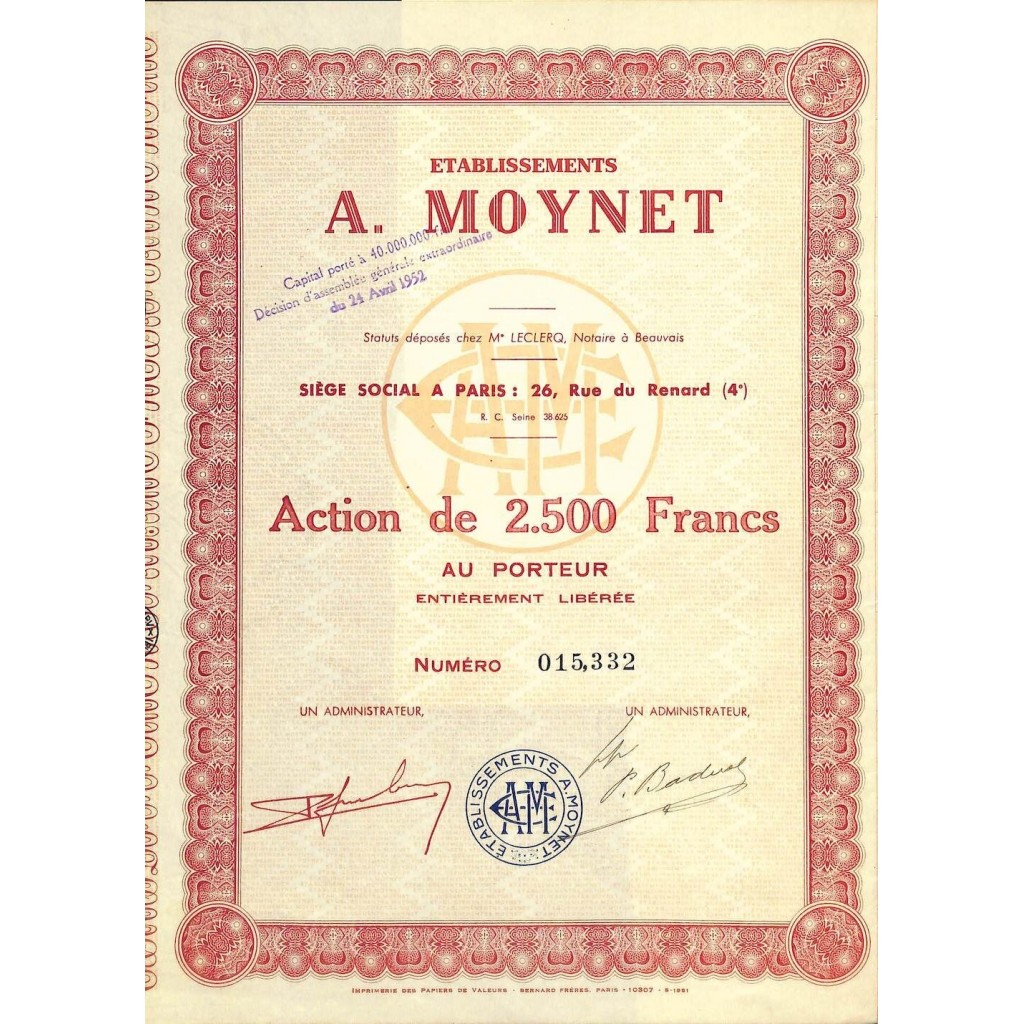 ETABLISSEMENTS
A. MOYNET
Capital porté à 40.000.000
Décision d'assemblée générale extraordinaire
du 24 Avril 1952
Statuts déposés chez Mᵉ LECLERQ, Notaire à Beauvais
SIÈGE SOCIAL A PARIS : 26, Rue du Renard (4ᵉ)
R. C. Seine 38.625
Action de 2.500 Francs
AU PORTEUR
ENTIÈREMENT LIBÉRÉE
NUMÉRO 015,332
UN ADMINISTRATEUR, UN ADMINISTRATEUR,
P. Baduel
ETABLISSEMENTS A. MOYNET
IMPRIMERIE DES PAPIERS DE VALEURS - BERNARD FRÈRES, PARIS - 10307 - 9-1951